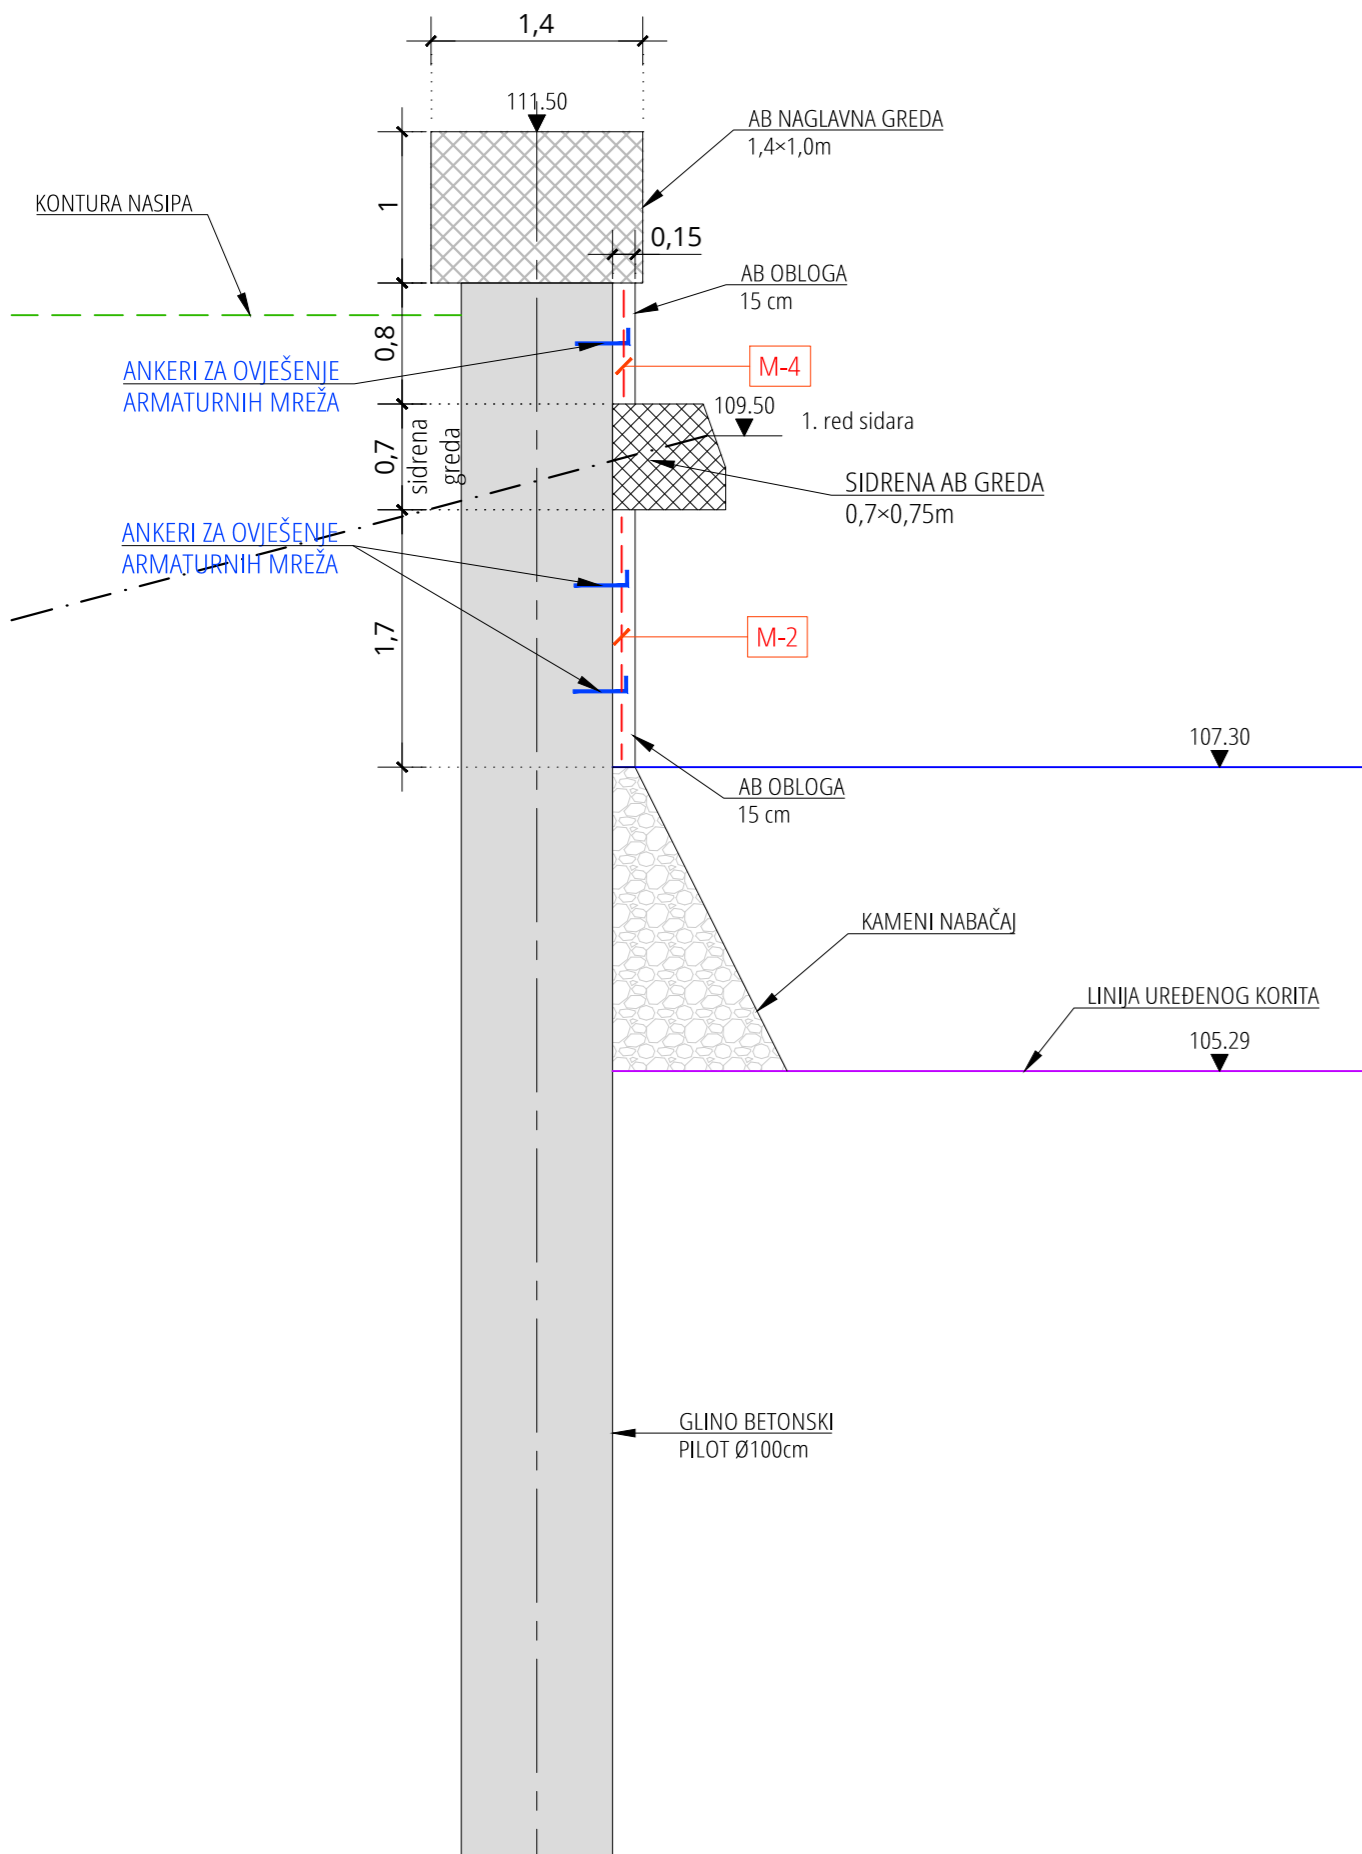 1,4
111.50
AB NAGLAVNA GREDA
1,4×1,0m
KONTURA NASIPA
1
0,15
AB OBLOGA
15 cm
0,8
ANKERI ZA OVJEŠENJE
ARMATURNIH MREŽA
M-4
109.50
1. red sidara
0,7
sidrena
greda
SIDRENA AB GREDA
0,7×0,75m
ANKERI ZA OVJEŠENJE
ARMATURNIH MREŽA
1,7
M-2
107.30
AB OBLOGA
15 cm
KAMENI NABAČAJ
LINIJA UREĐENOG KORITA
105.29
GLINO BETONSKI
PILOT Ø100cm